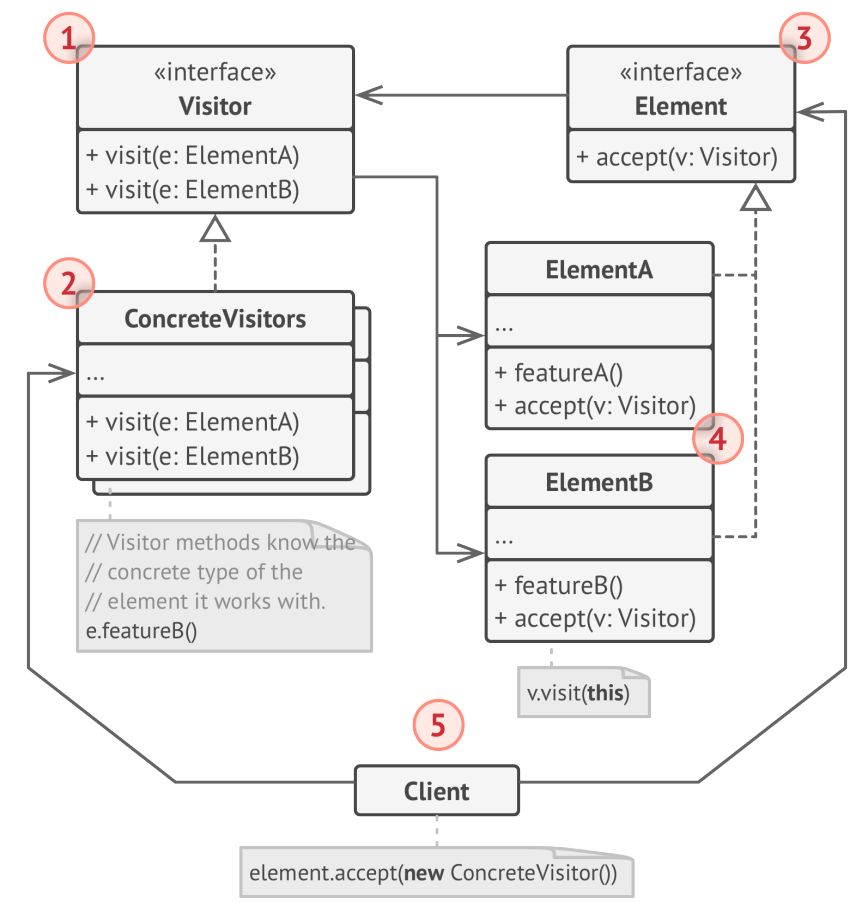 1
«interface»
Visitor
+ visit(e: ElementA)
+ visit(e: ElementB)
3
«interface»
Element
+ accept(v: Visitor)
2
ConcreteVisitors
...
+ visit(e: ElementA)
+ visit(e: ElementB)
// Visitor methods know the
// concrete type of the
// element it works with.
e.featureB()
ElementA
...
+ featureA()
+ accept(v: Visitor)
4
ElementB
...
+ featureB()
+ accept(v: Visitor)
v.visit(this)
5
Client
element.accept(new ConcreteVisitor())